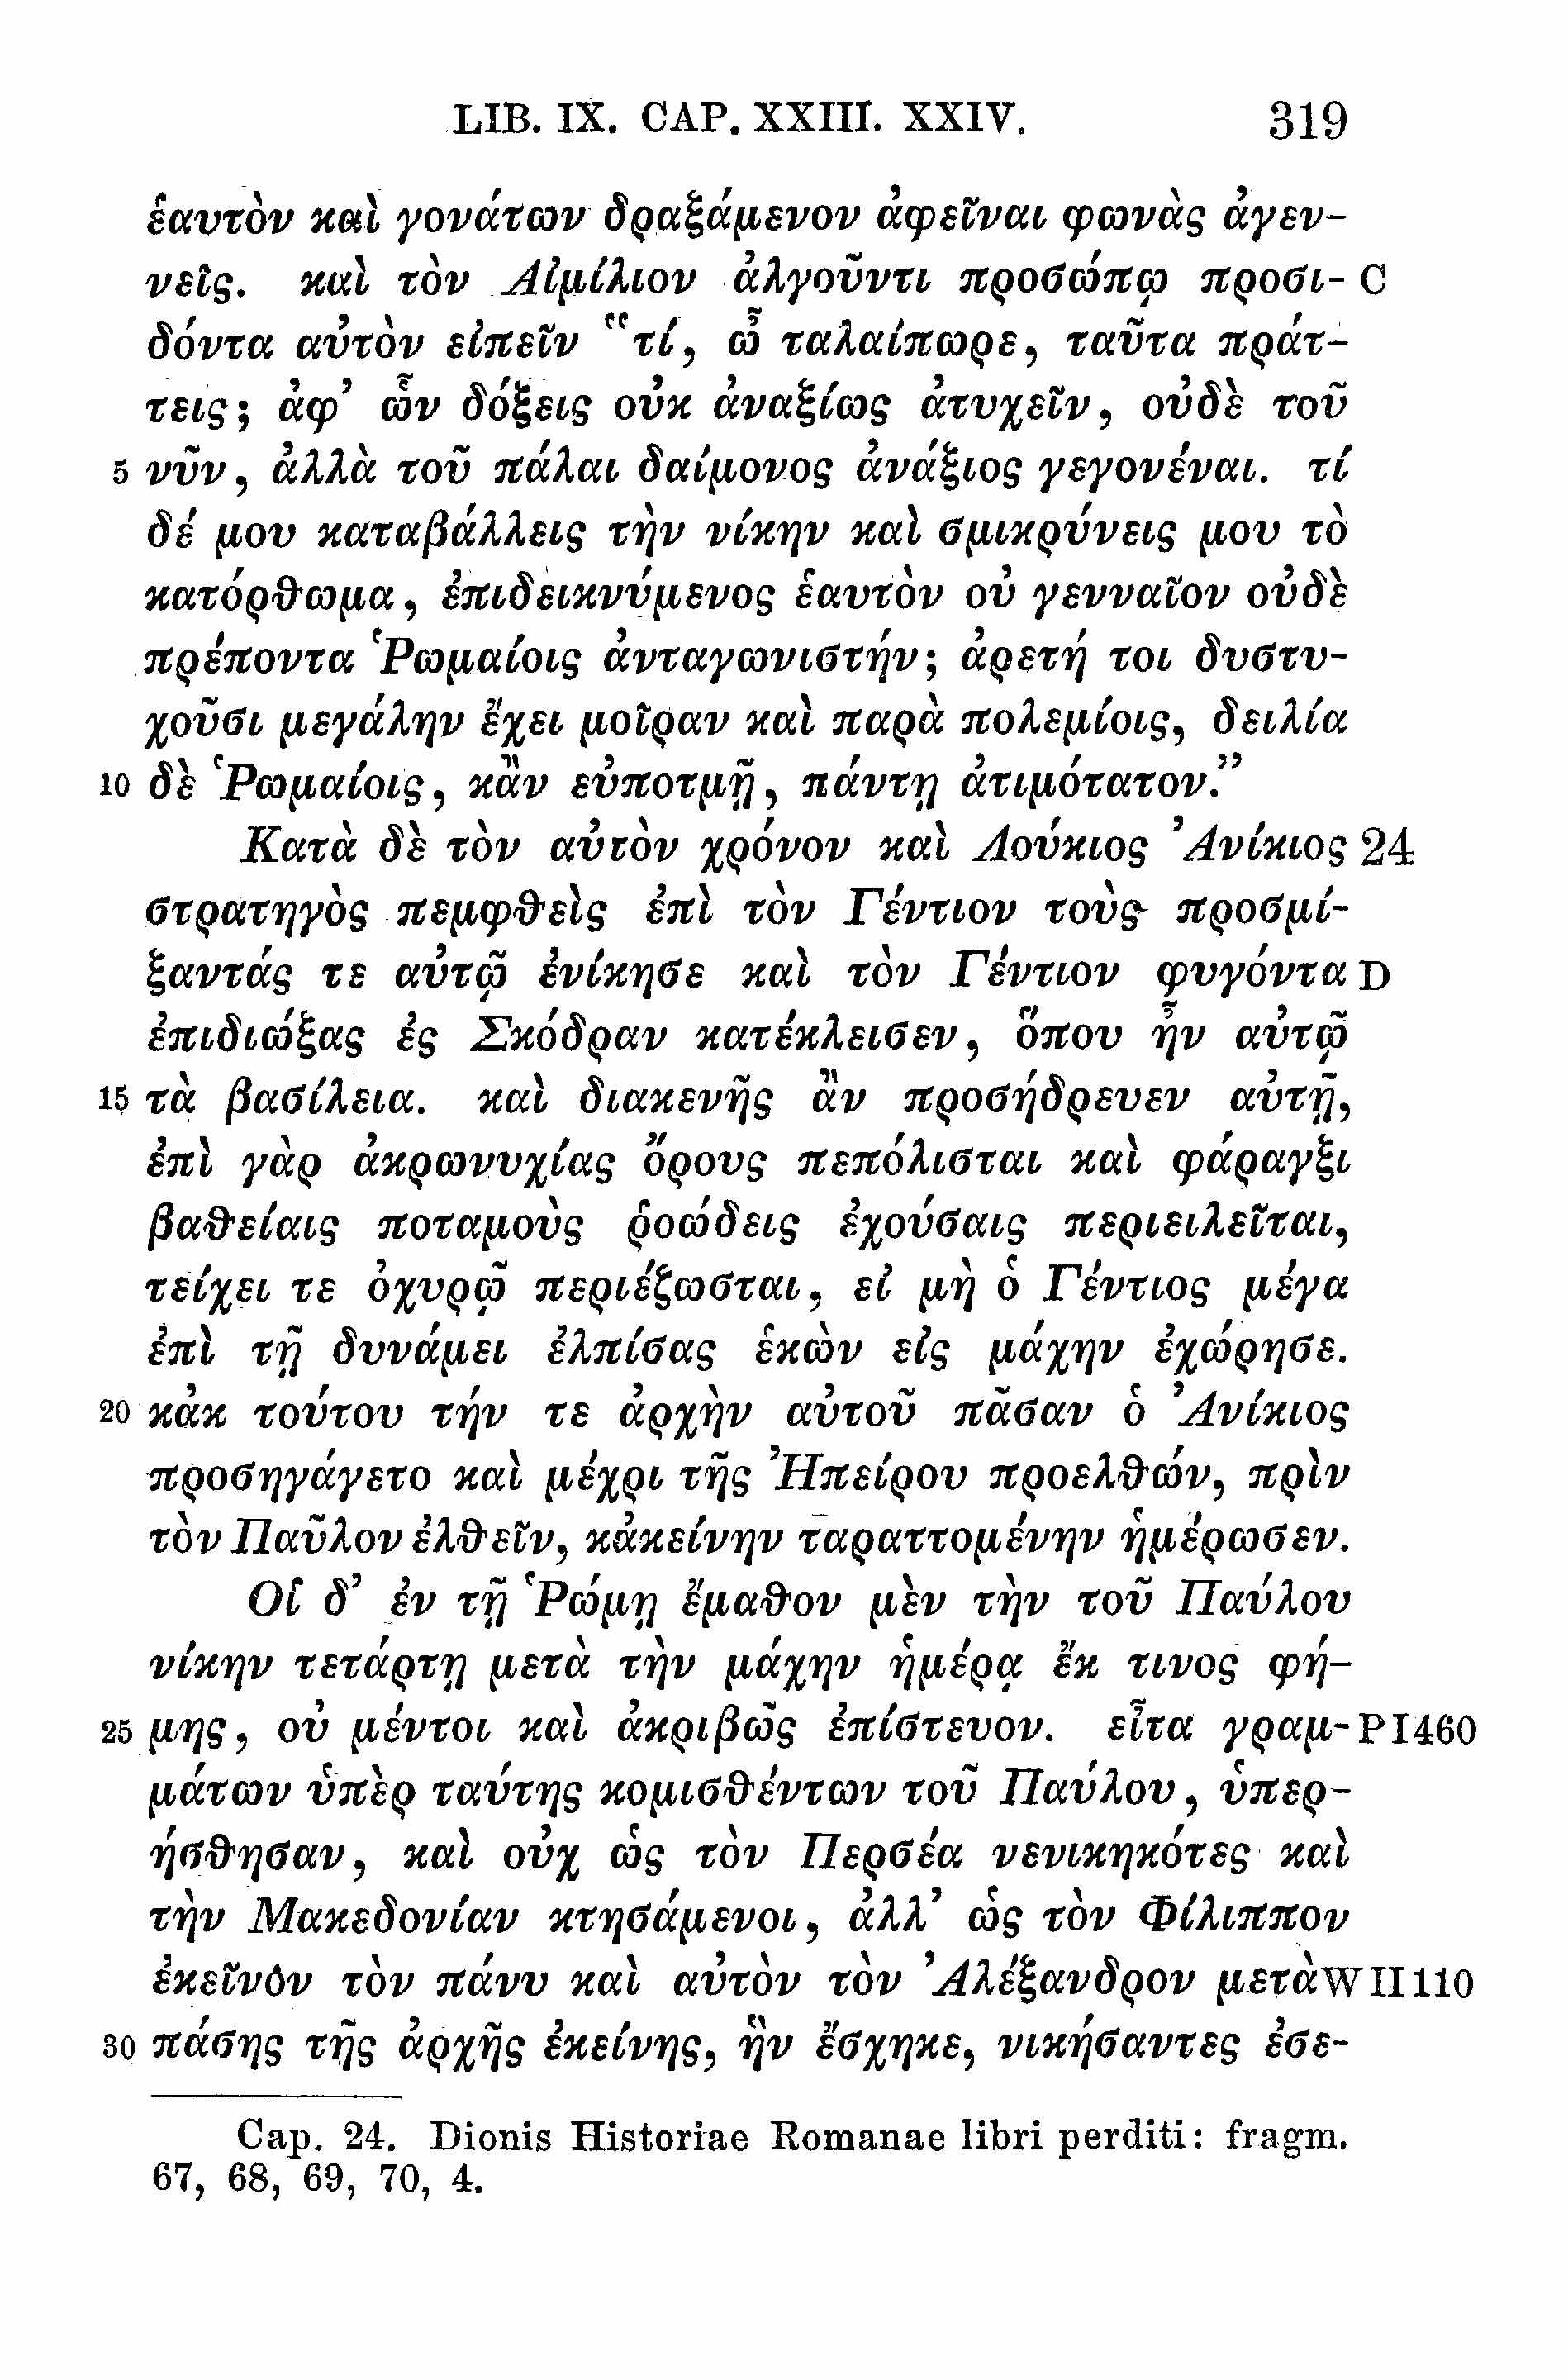 LIB. IX. CAP. XXIII. XXIV. 319
ἑαυτὸν καὶ γονάτων δραξάμενον ἀφεῖναι φωνὰς ἀγεν-
νεῖς. καὶ τὸν Αἰμίλιον ἀλγοῦντι προσώπῳ προσι- C
δόντα αὐτὸν εἰπεῖν “τί, ὦ ταλαίπωρε, ταῦτα πράτ-
τεις; ἀφ᾽ ὧν δόξεις οὐκ ἀναξίως ἀτυχεῖν, οὐδὲ τοῦ
5 νῦν, ἀλλὰ τοῦ πάλαι δαίμονος ἀνάξιος γεγονέναι. τί
δέ μου καταβάλλεις τὴν νίκην καὶ σμικρύνεις μου τὸ
κατόρθωμα, ἐπιδεικνύμενος ἑαυτὸν οὐ γενναῖον οὐδὲ
πρέποντα Ῥωμαίοις ἀνταγωνιστήν; ἀρετή τοι δυστυ-
χοῦσι μεγάλην ἔχει μοῖραν καὶ παρὰ πολεμίοις, δειλία
10 δὲ Ῥωμαίοις, κἂν εὐποτμῇ, πάντῃ ἀτιμότατον.”
Κατὰ δὲ τὸν αὐτὸν χρόνον καὶ Λούκιος Ἀνίκιος 24
στρατηγὸς πεμφθεὶς ἐπὶ τὸν Γέντιον τοὺς προσμί-
ξαντάς τε αὐτῷ ἐνίκησε καὶ τὸν Γέντιον φυγόντα D
ἐπιδιώξας ἐς Σκόδραν κατέκλεισεν, ὅπου ἦν αὐτῷ
15 τὰ βασίλεια. καὶ διακενῆς ἂν προσήδρευεν αὐτῇ,
ἐπὶ γὰρ ἀκρωνυχίας ὄρους πεπόλισται καὶ φάραγξι
βαθείαις ποταμοὺς ῥοώδεις ἐχούσαις περιειλεῖται,
τείχει τε ὀχυρῷ περιέζωσται, εἰ μὴ ὁ Γέντιος μέγα
ἐπὶ τῇ δυνάμει ἐλπίσας ἑκὼν εἰς μάχην ἐχώρησε.
20 κἀκ τούτου τήν τε ἀρχὴν αὐτοῦ πᾶσαν ὁ Ἀνίκιος
προσηγάγετο καὶ μέχρι τῆς Ἠπείρου προελθών, πρὶν
τὸν Παῦλον ἐλθεῖν, κἀκείνην ταραττομένην ἡμέρωσεν.
Οἱ δ᾽ ἐν τῇ Ῥώμῃ ἔμαθον μὲν τὴν τοῦ Παύλου
νίκην τετάρτῃ μετὰ τὴν μάχην ἡμέρᾳ ἔκ τινος φή-
25 μης, οὐ μέντοι καὶ ἀκριβῶς ἐπίστευον. εἶτα γραμ- P I 460
μάτων ὑπὲρ ταύτης κομισθέντων τοῦ Παύλου, ὑπερ-
ήσθησαν, καὶ οὐχ ὡς τὸν Περσέα νενικηκότες καὶ
τὴν Μακεδονίαν κτησάμενοι, ἀλλ᾽ ὡς τὸν Φίλιππον
ἐκεῖνον τὸν πάνυ καὶ αὐτὸν τὸν Ἀλέξανδρον μετὰ W II 110
30 πάσης τῆς ἀρχῆς ἐκείνης, ἣν ἔσχηκε, νικήσαντες ἐσε-
Cap. 24. Dionis Historiae Romanae libri perditi: fragm.
67, 68, 69, 70, 4.